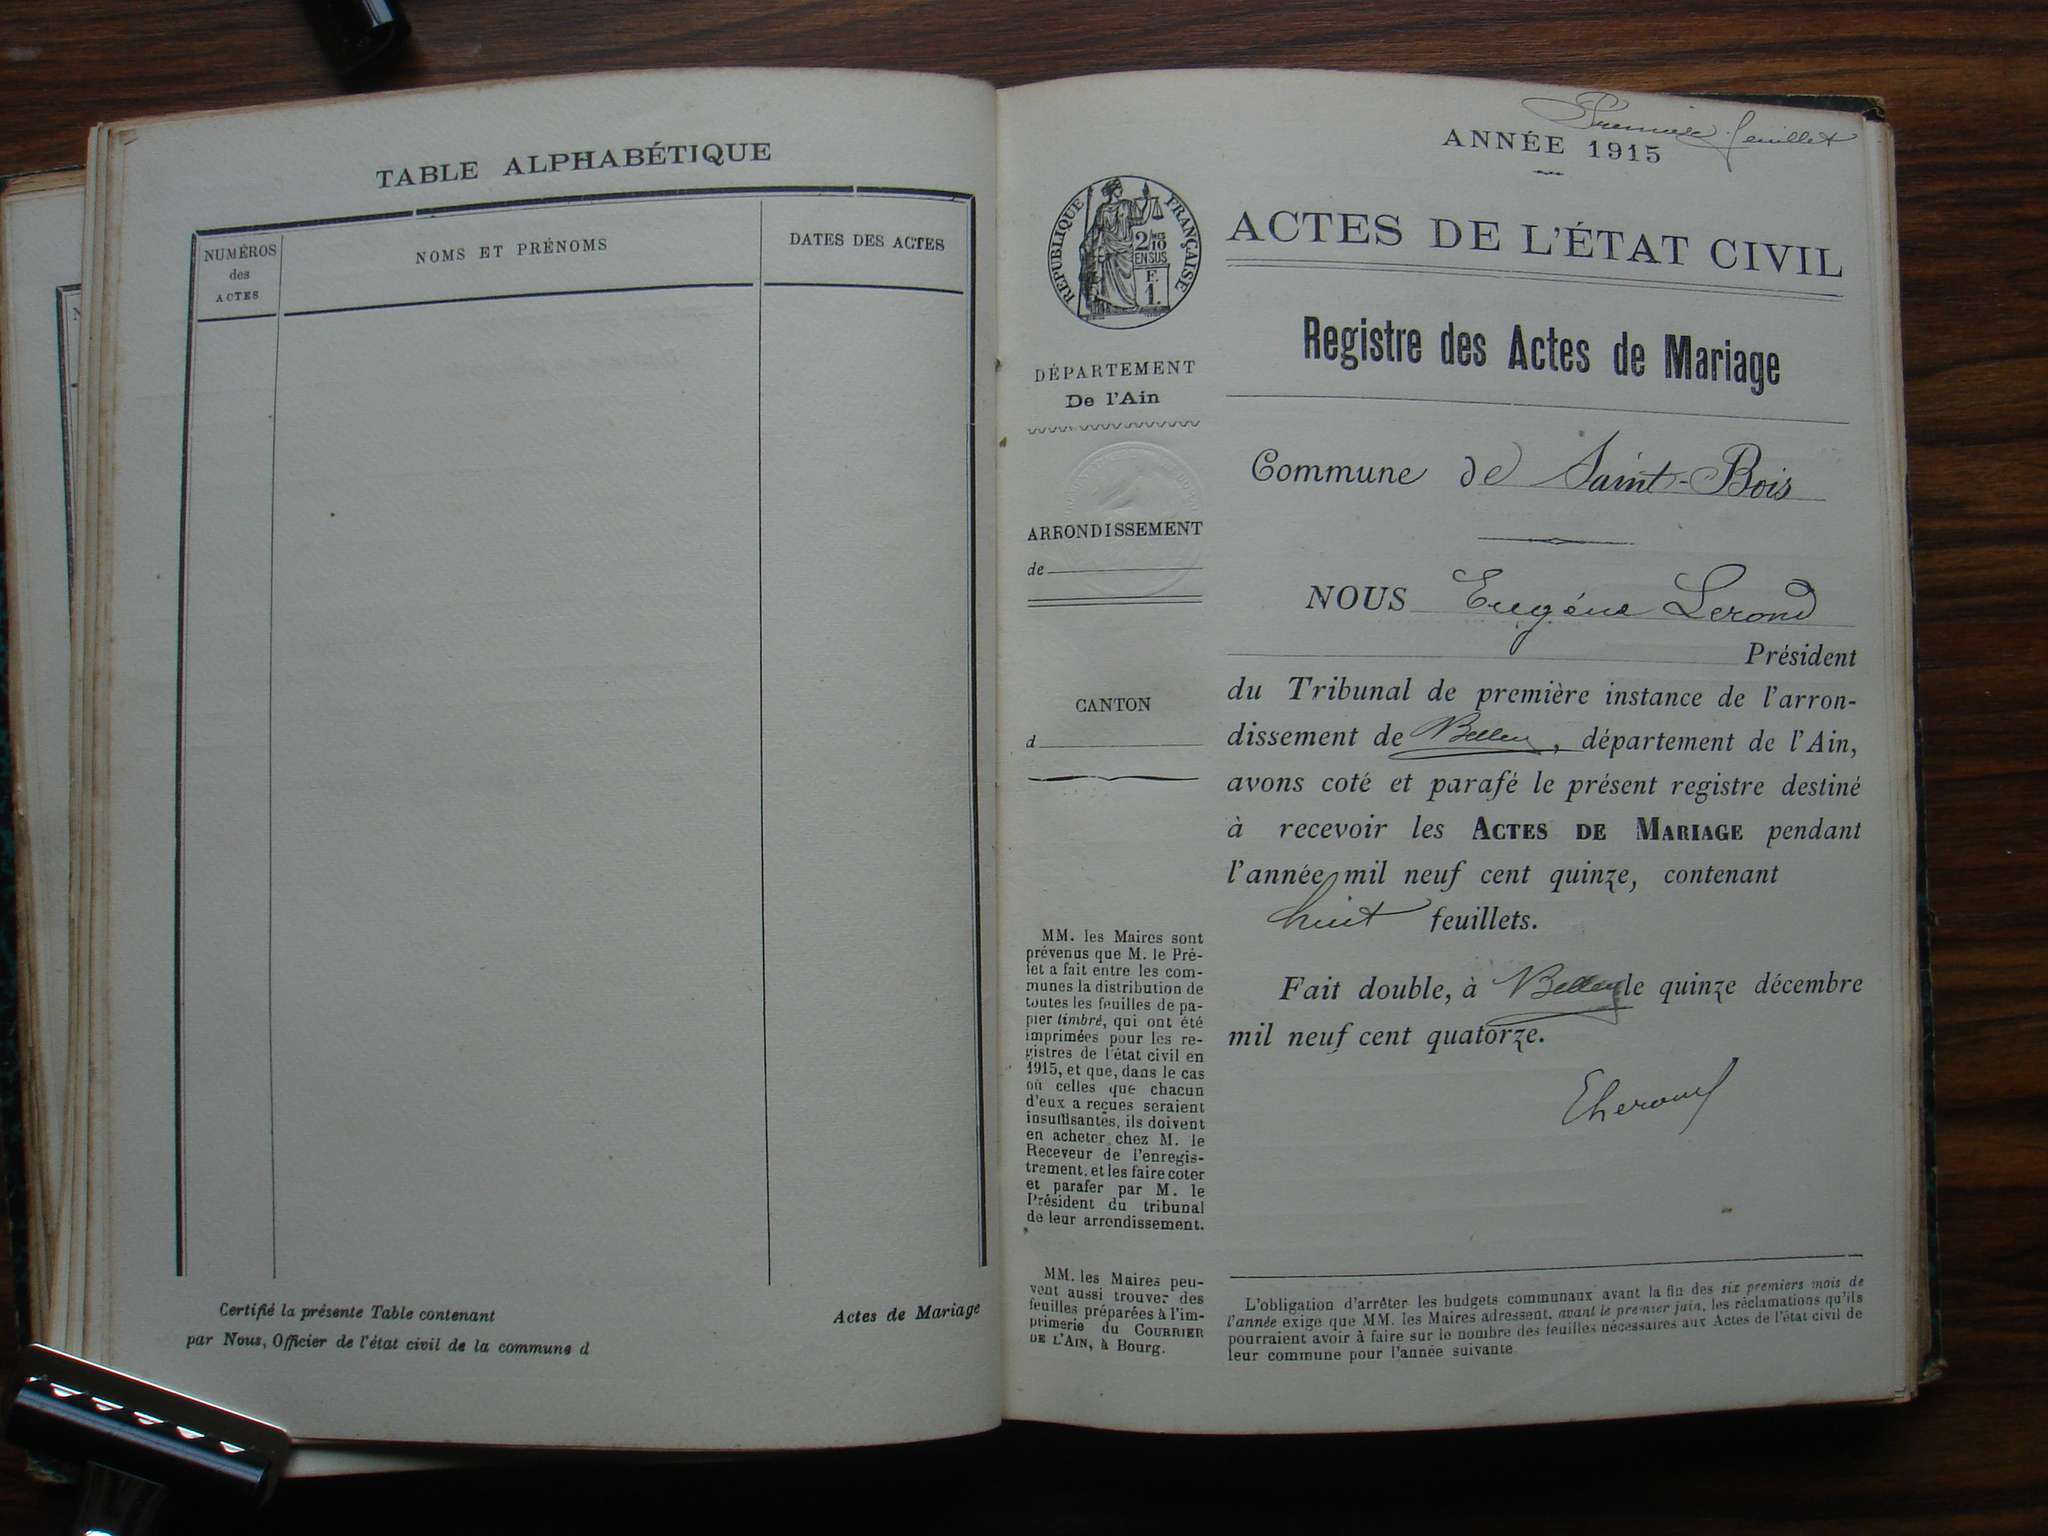 TABLE ALPHABÉTIQUE
NUMÉROS
des
ACTES
NOMS ET PRÉNOMS
DATES DES ACTES
Certifié la présente Table contenant
Actes de Mariage
par Nous, Officier de l'état civil de la commune d
Premier feuillet
ANNÉE 1915
RÉPUBLIQUE FRANÇAISE
2/10
EN SUS
F.
1.
ACTES DE L'ÉTAT CIVIL
Registre des Actes de Mariage
DÉPARTEMENT
De l'Ain
ARRONDISSEMENT
de
CANTON
d
MM. les Maires sont
prévenus que M. le Pré-
fet a fait entre les com-
munes la distribution de
toutes les feuilles de pa-
pier timbré, qui ont été
imprimées pour les re-
gistres de l'état civil en
1915, et que, dans le cas
où celles que chacun
d'eux a reçues seraient
insuffisantes, ils doivent
en acheter chez M. le
Receveur de l'enregis-
trement, et les faire coter
et parafer par M. le
Président du tribunal
de leur arrondissement.
MM. les Maires peu-
vent aussi trouver des
feuilles préparées à l'im-
primerie du COURRIER
DE L'AIN, à Bourg.
Commune de Saint-Bois
NOUS Eugène Lerond
Président
du Tribunal de première instance de l'arron-
dissement de Belley, département de l'Ain,
avons coté et parafé le présent registre destiné
à recevoir les ACTES DE MARIAGE pendant
l'année mil neuf cent quinze, contenant
huit feuillets.
Fait double, à Belley le quinze décembre
mil neuf cent quatorze.
L'obligation d'arrêter les budgets communaux avant la fin des six premiers mois de
l'année exige que MM. les Maires adressent, avant le premier juin, les réclamations qu'ils
pourraient avoir à faire sur le nombre des feuilles nécessaires aux Actes de l'état civil de
leur commune pour l'année suivante